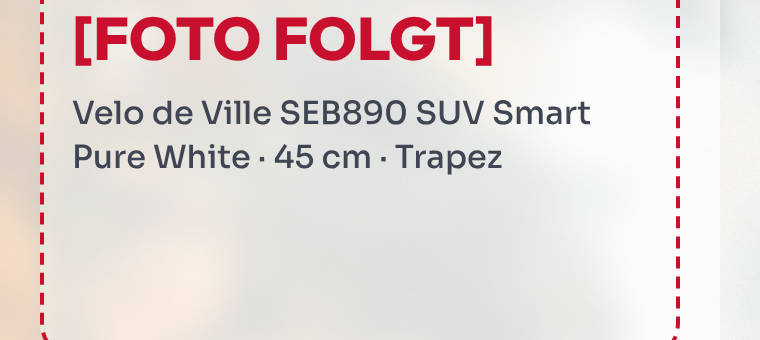 [FOTO FOLGT]
Velo de Ville SEB890 SUV Smart
Pure White · 45 cm · Trapez